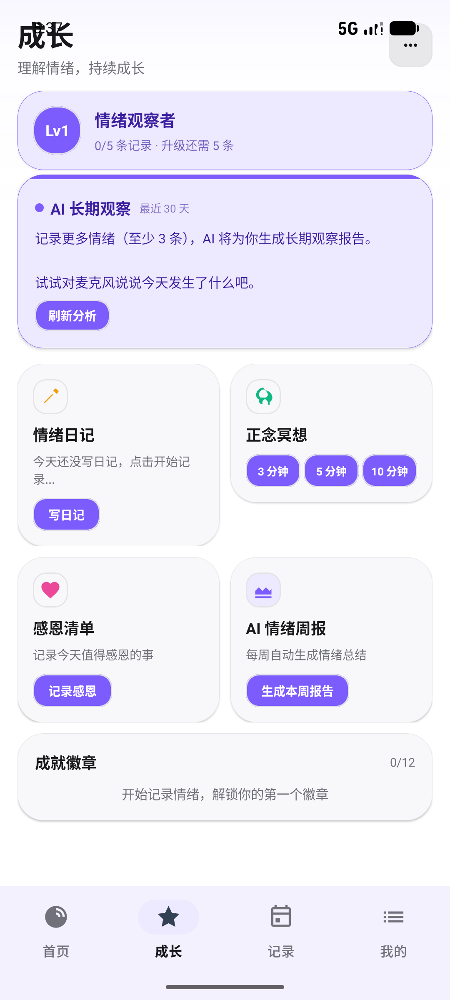 5G
成长
理解情绪，持续成长
Lv1
情绪观察者
0/5 条记录 · 升级还需 5 条
AI 长期观察 最近 30 天
记录更多情绪（至少 3 条），AI 将为你生成长期观察报告。
试试对麦克风说说今天发生了什么吧。
刷新分析
情绪日记
今天还没写日记，点击开始记
录...
写日记
正念冥想
3 分钟 5 分钟 10 分钟
感恩清单
记录今天值得感恩的事
记录感恩
AI 情绪周报
每周自动生成情绪总结
生成本周报告
成就徽章 0/12
开始记录情绪，解锁你的第一个徽章
首页 成长 记录 我的